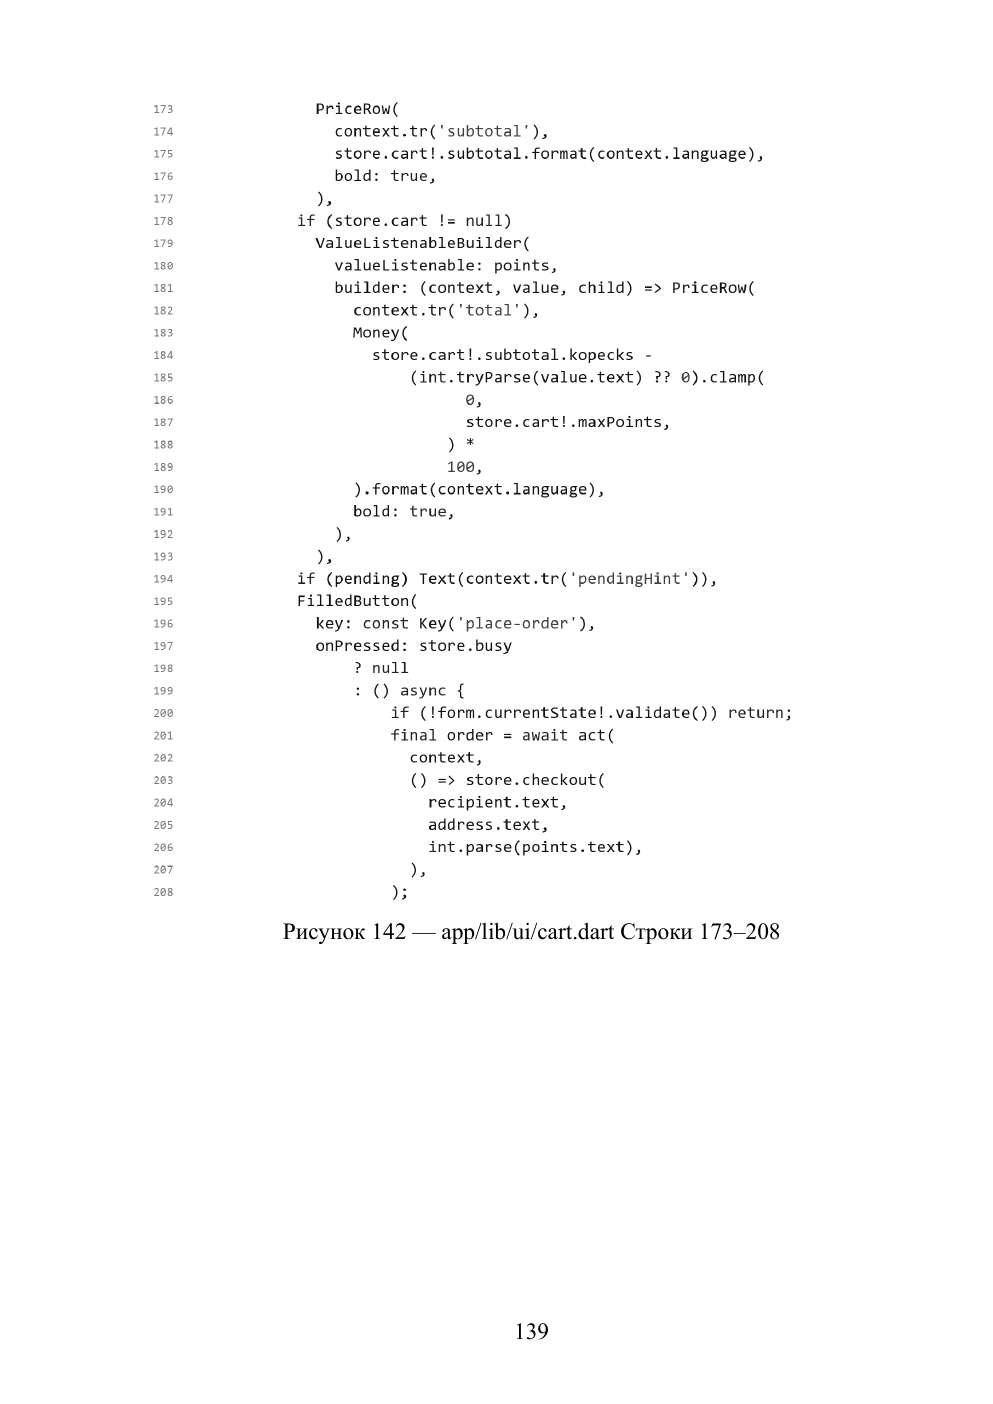 173 PriceRow(
174 context.tr('subtotal'),
175 store.cart!.subtotal.format(context.language),
176 bold: true,
177 ),
178 if (store.cart != null)
179 ValueListenableBuilder(
180 valueListenable: points,
181 builder: (context, value, child) => PriceRow(
182 context.tr('total'),
183 Money(
184 store.cart!.subtotal.kopecks -
185 (int.tryParse(value.text) ?? 0).clamp(
186 0,
187 store.cart!.maxPoints,
188 ) *
189 100,
190 ).format(context.language),
191 bold: true,
192 ),
193 ),
194 if (pending) Text(context.tr('pendingHint')),
195 FilledButton(
196 key: const Key('place-order'),
197 onPressed: store.busy
198 ? null
199 : () async {
200 if (!form.currentState!.validate()) return;
201 final order = await act(
202 context,
203 () => store.checkout(
204 recipient.text,
205 address.text,
206 int.parse(points.text),
207 ),
208 );
Рисунок 142 — app/lib/ui/cart.dart Строки 173–208
139